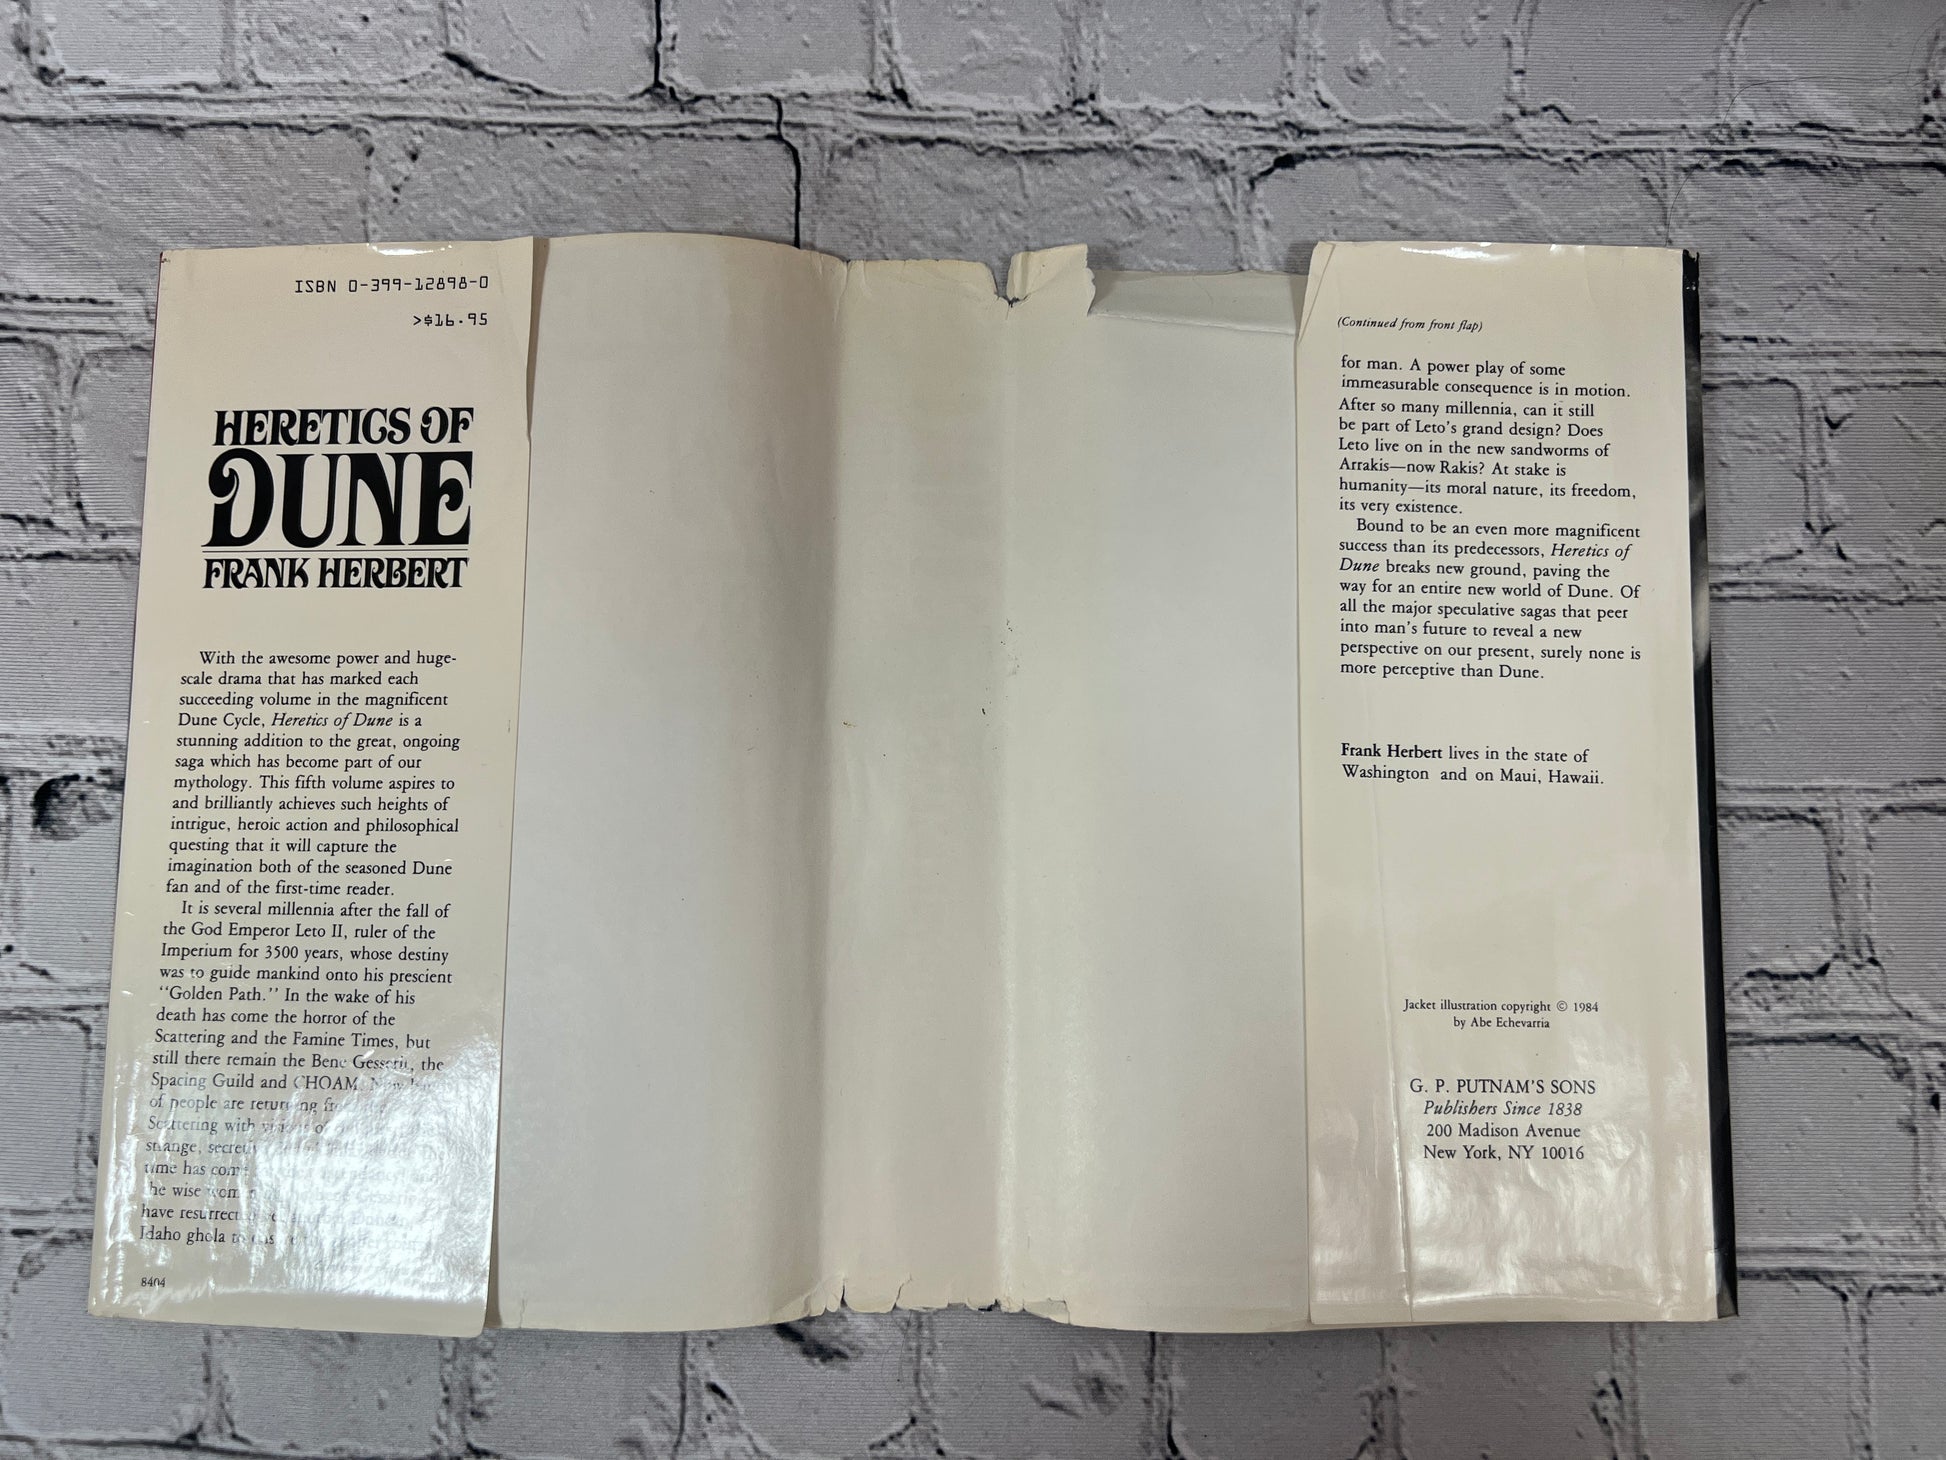 ISBN 0-399-12898-0
>$16.95
HERETICS OF
DUNE
FRANK HERBERT
With the awesome power and huge-
scale drama that has marked each
succeeding volume in the magnificent
Dune Cycle, Heretics of Dune is a
stunning addition to the great, ongoing
saga which has become part of our
mythology. This fifth volume aspires to
and brilliantly achieves such heights of
intrigue, heroic action and philosophical
questing that it will capture the
imagination both of the seasoned Dune
fan and of the first-time reader.
It is several millennia after the fall of
the God Emperor Leto II, ruler of the
Imperium for 3500 years, whose destiny
was to guide mankind onto his prescient
“Golden Path.” In the wake of his
death has come the horror of the
Scattering and the Famine Times, but
still there remain the Bene Gesserit, the
Spacing Guild and CHOAM. Now
of people are returning
Scattering with
strange,
time has come
the wise women
have resurrected
Idaho ghola
8404
(Continued from front flap)
for man. A power play of some
immeasurable consequence is in motion.
After so many millennia, can it still
be part of Leto's grand design? Does
Leto live on in the new sandworms of
Arrakis—now Rakis? At stake is
humanity—its moral nature, its freedom,
its very existence.
Bound to be an even more magnificent
success than its predecessors, Heretics of
Dune breaks new ground, paving the
way for an entire new world of Dune. Of
all the major speculative sagas that peer
into man's future to reveal a new
perspective on our present, surely none is
more perceptive than Dune.
Frank Herbert lives in the state of
Washington and on Maui, Hawaii.
Jacket illustration copyright © 1984
by Abe Echevarria
G. P. PUTNAM'S SONS
Publishers Since 1838
200 Madison Avenue
New York, NY 10016